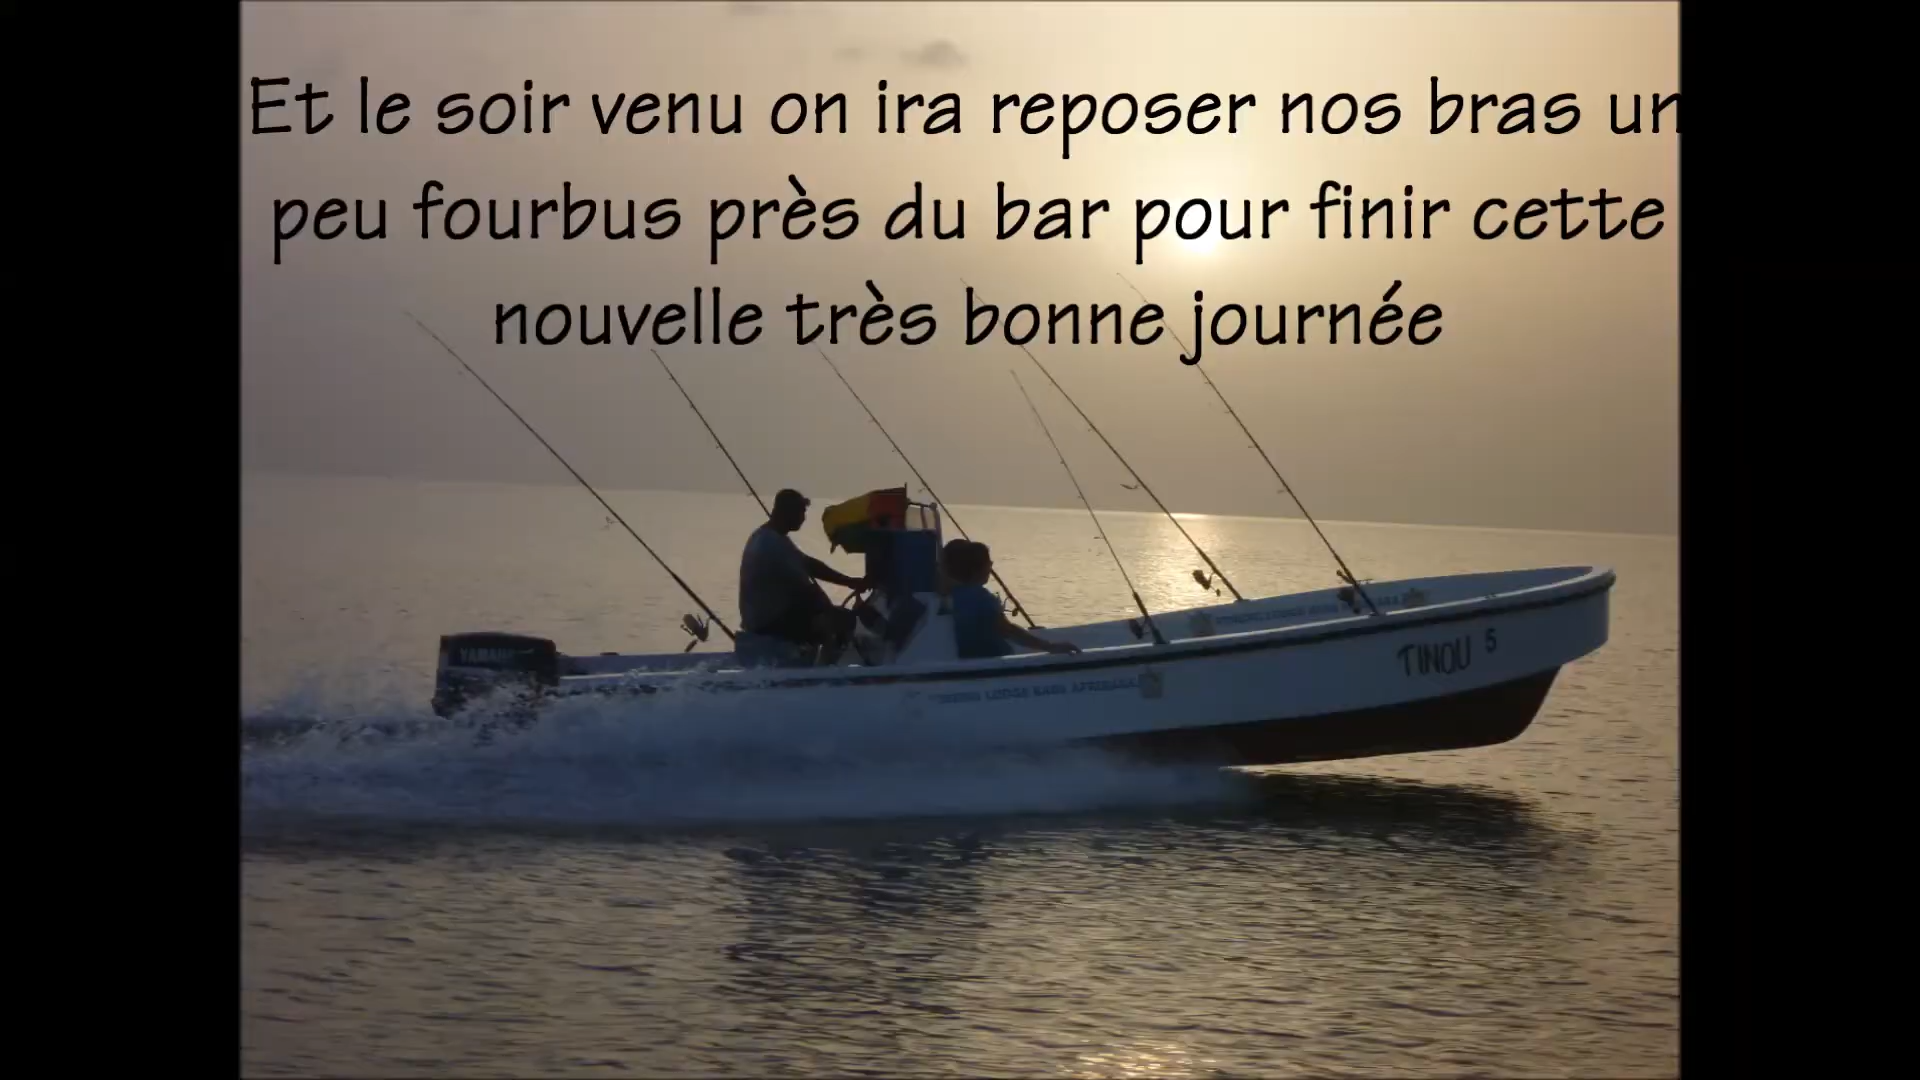 Et le soir venu on ira reposer nos bras un
peu fourbus près du bar pour finir cette
nouvelle très bonne journée
YAMAHA
TINOU 5
LODGE